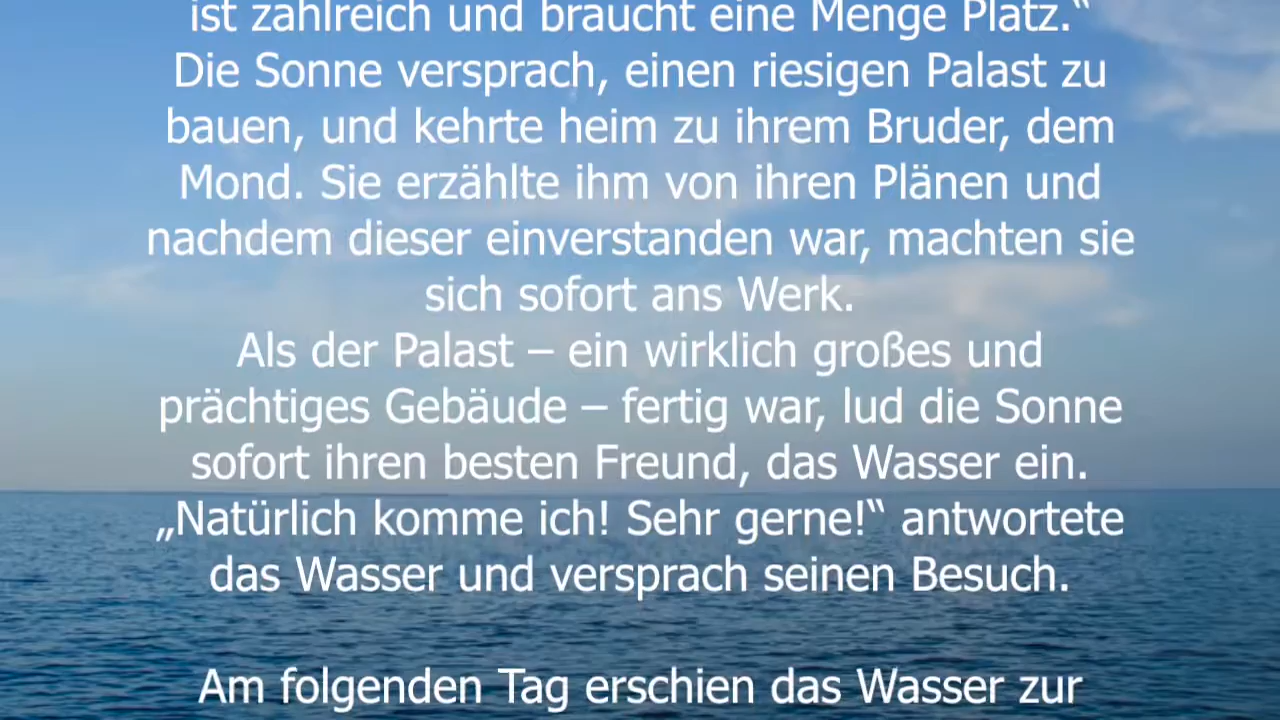 ist zahlreich und braucht eine Menge Platz.“
Die Sonne versprach, einen riesigen Palast zu
bauen, und kehrte heim zu ihrem Bruder, dem
Mond. Sie erzählte ihm von ihren Plänen und
nachdem dieser einverstanden war, machten sie
sich sofort ans Werk.
Als der Palast – ein wirklich großes und
prächtiges Gebäude – fertig war, lud die Sonne
sofort ihren besten Freund, das Wasser ein.
„Natürlich komme ich! Sehr gerne!“ antwortete
das Wasser und versprach seinen Besuch.
Am folgenden Tag erschien das Wasser zur